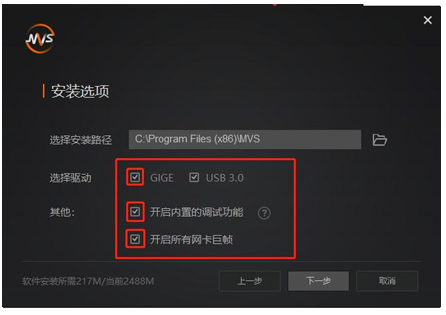 MVS
安装选项
选择安装路径 C:\Program Files (x86)\MVS
选择驱动 GIGE USB 3.0
其他: 开启内置的调试功能 ?
开启所有网卡巨帧
软件安装所需217M/当前2488M 上一步 下一步 取消